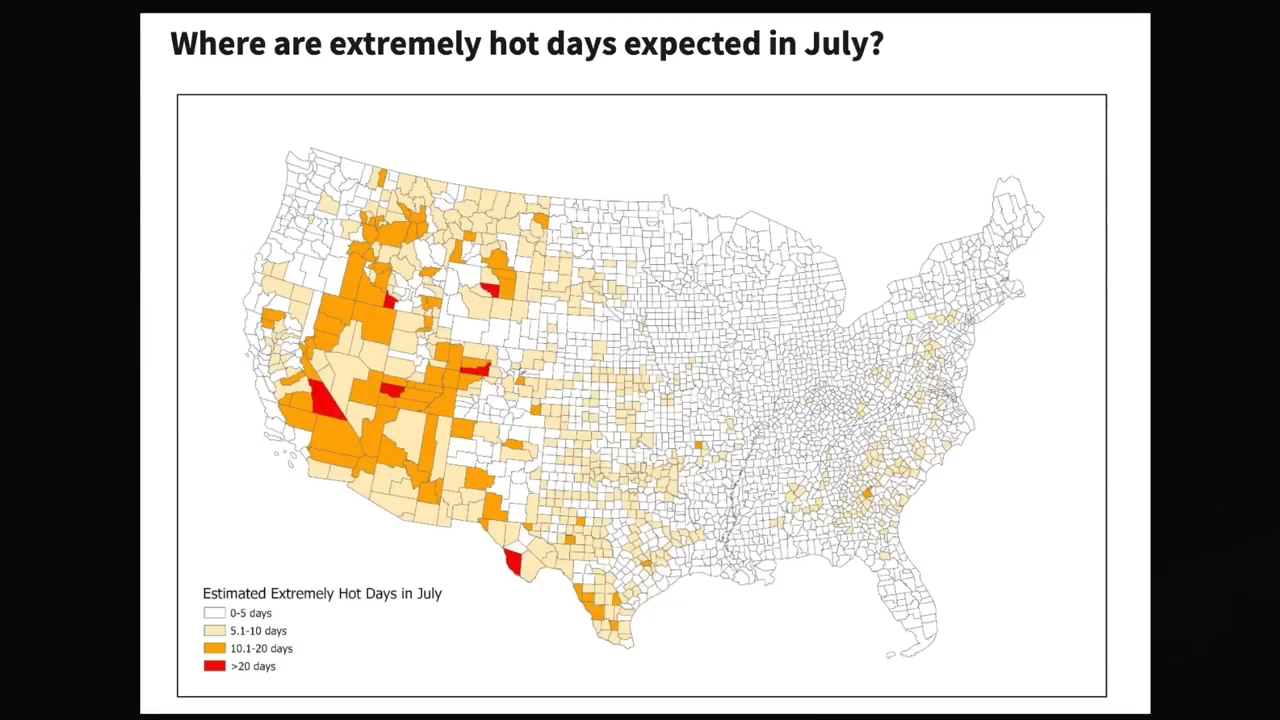 Where are extremely hot days expected in July?
Estimated Extremely Hot Days in July
0-5 days
5.1-10 days
10.1-20 days
>20 days